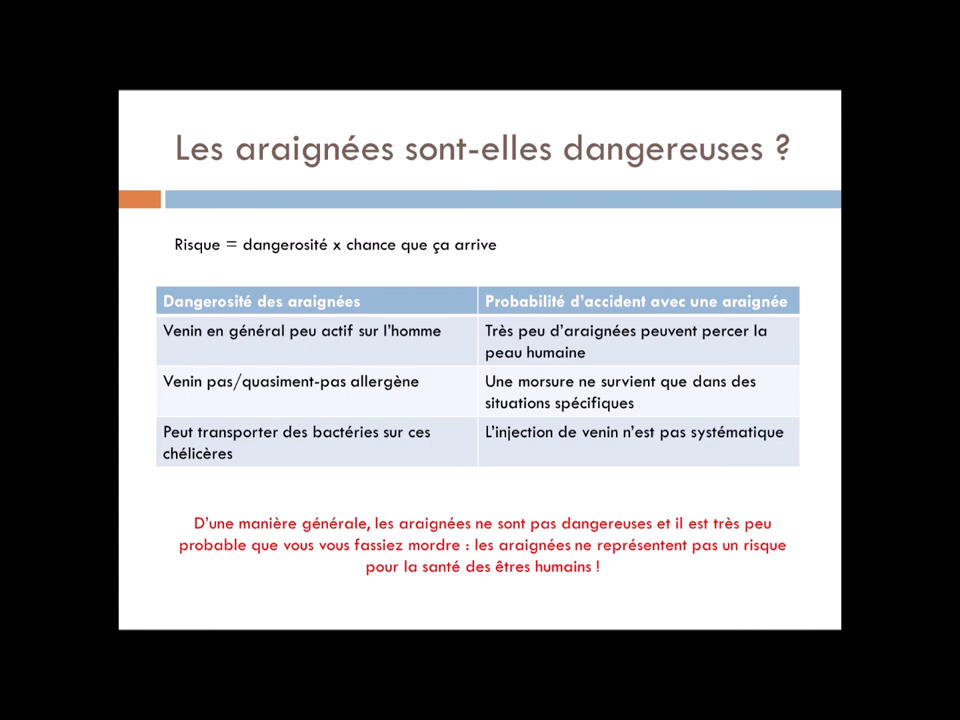 Les araignées sont-elles dangereuses ?
Risque = dangerosité x chance que ça arrive
Dangerosité des araignées
Probabilité d'accident avec une araignée
Venin en général peu actif sur l'homme
Très peu d'araignées peuvent percer la
peau humaine
Venin pas/quasiment-pas allergène
Une morsure ne survient que dans des
situations spécifiques
Peut transporter des bactéries sur ces
chélicères
L'injection de venin n'est pas systématique
D'une manière générale, les araignées ne sont pas dangereuses et il est très peu
probable que vous vous fassiez mordre : les araignées ne représentent pas un risque
pour la santé des êtres humains !